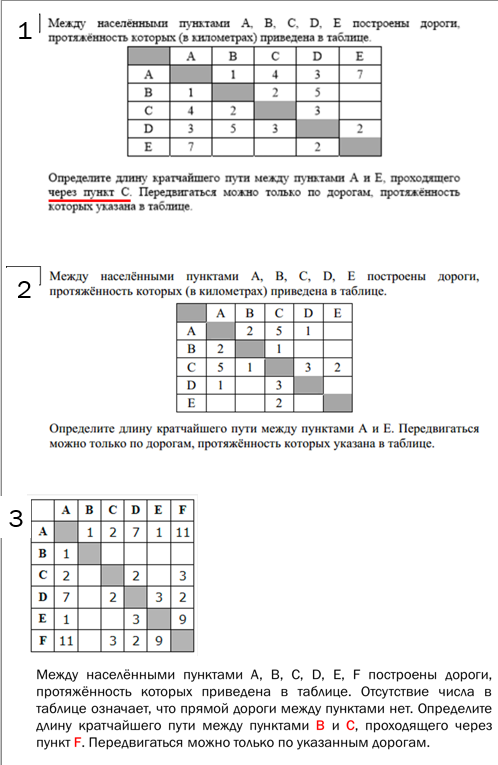 1
Между населёнными пунктами A, B, C, D, E построены дороги,
протяжённость которых (в километрах) приведена в таблице.
A B C D E
A 1 4 3 7
B 1 2 5
C 4 2 3
D 3 5 3 2
E 7 2
Определите длину кратчайшего пути между пунктами A и E, проходящего
через пункт C. Передвигаться можно только по дорогам, протяжённость
которых указана в таблице.
2
Между населёнными пунктами A, B, C, D, E построены дороги,
протяжённость которых (в километрах) приведена в таблице.
A B C D E
A 2 5 1
B 2 1
C 5 1 3 2
D 1 3
E 2
Определите длину кратчайшего пути между пунктами A и E. Передвигаться
можно только по дорогам, протяжённость которых указана в таблице.
3
A B C D E F
A 1 2 7 1 11
B 1
C 2 2 3
D 7 2 3 2
E 1 3 9
F 11 3 2 9
Между населёнными пунктами A, B, C, D, E, F построены дороги,
протяжённость которых приведена в таблице. Отсутствие числа в
таблице означает, что прямой дороги между пунктами нет. Определите
длину кратчайшего пути между пунктами B и C, проходящего через
пункт F. Передвигаться можно только по указанным дорогам.